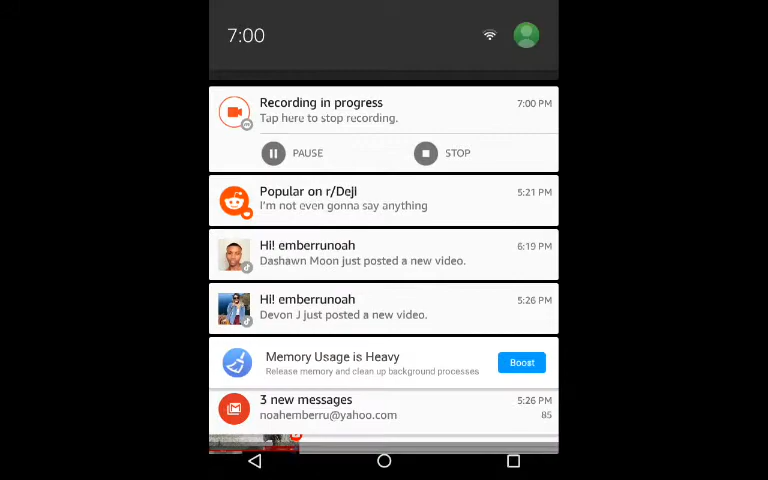 7:00
Recording in progress 7:00 PM
Tap here to stop recording.
PAUSE STOP
Popular on r/Deji 5:21 PM
I'm not even gonna say anything
Hi! emberrunoah 6:19 PM
Dashawn Moon just posted a new video.
Hi! emberrunoah 5:26 PM
Devon J just posted a new video.
Memory Usage is Heavy
Release memory and clean up background processes
Boost
3 new messages 5:26 PM
noahemberru@yahoo.com 85